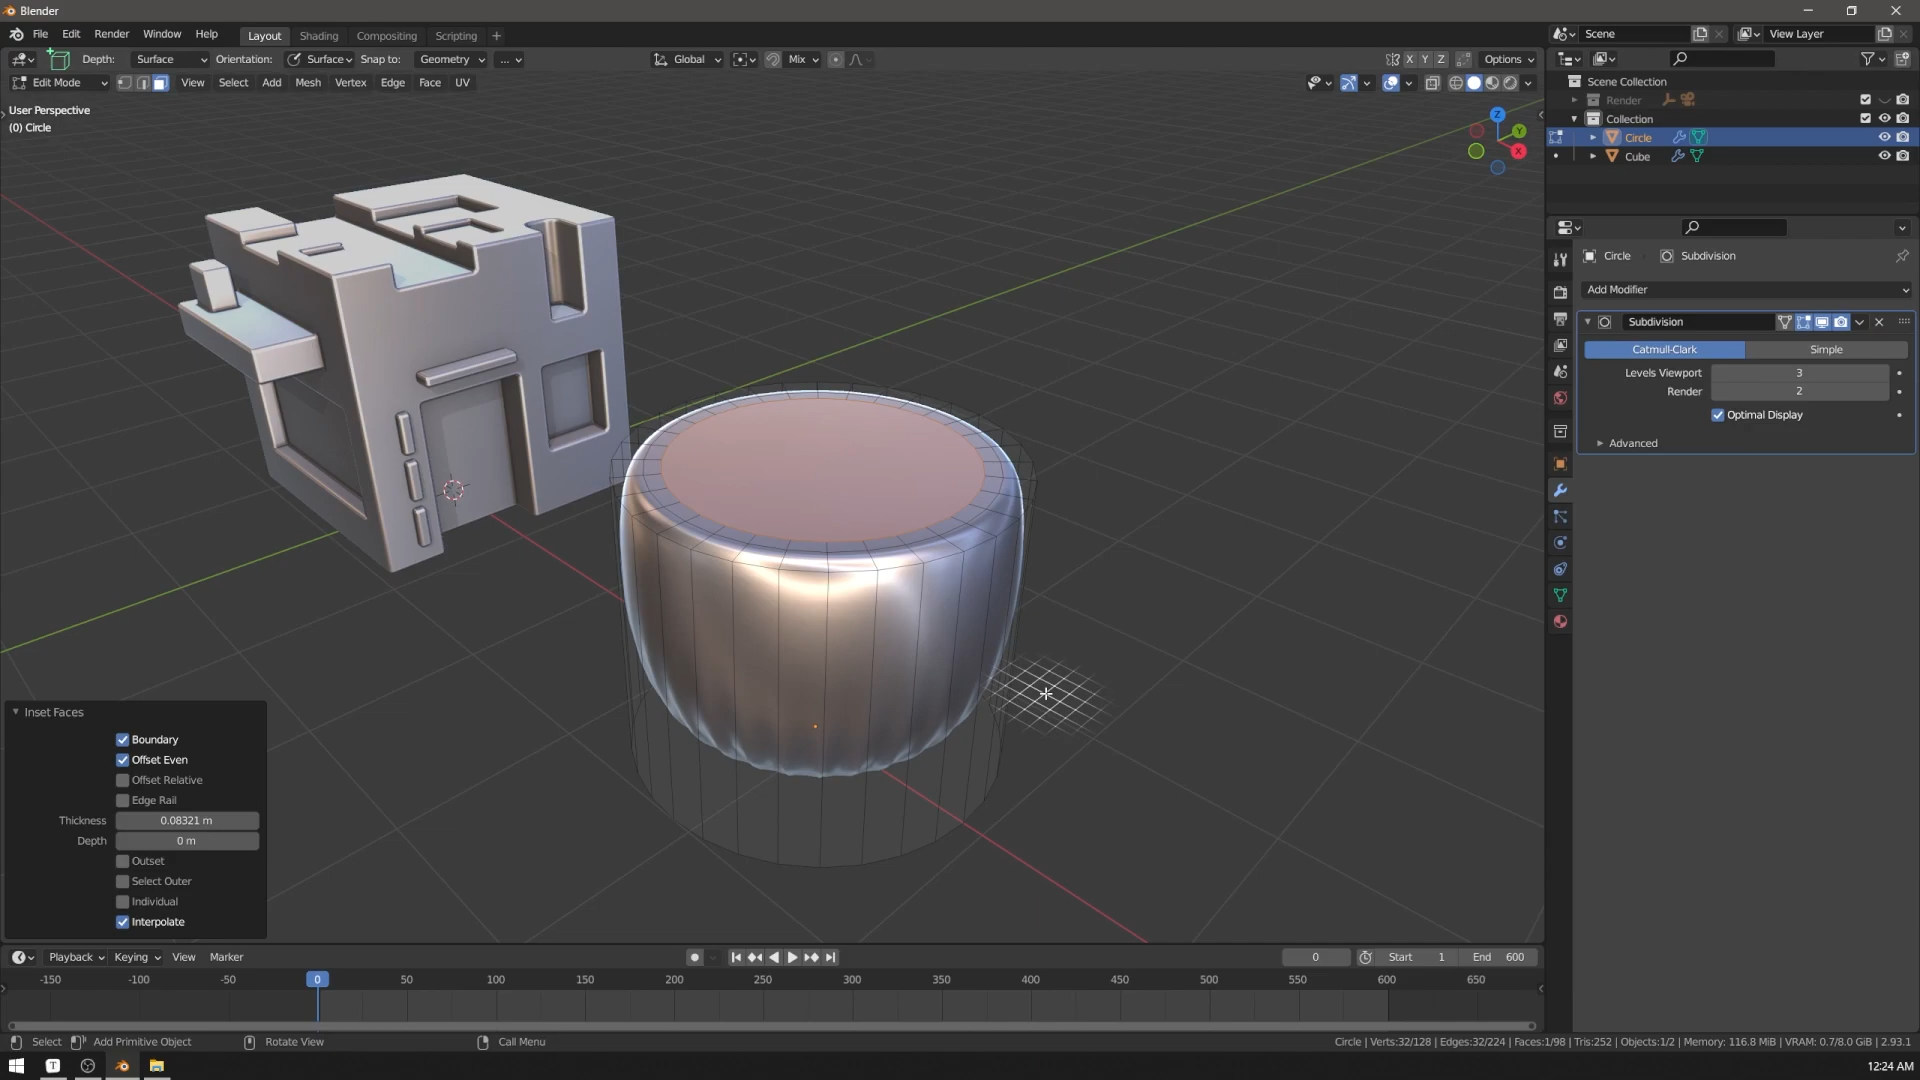 Blender
File Edit Render Window Help Layout Shading Compositing Scripting Scene View Layer
Depth: Surface Orientation: Surface Snap to: Geometry ... Global Mix X Y Z Options
Edit Mode View Select Add Mesh Vertex Edge Face UV
User Perspective
(0) Circle
Z
Y
X
Scene Collection
Render
Collection
Circle
Cube
Circle Subdivision
Add Modifier
Subdivision
Catmull-Clark Simple
Levels Viewport 3
Render 2
Optimal Display
Advanced
Inset Faces
Boundary
Offset Even
Offset Relative
Edge Rail
Thickness 0.08321 m
Depth 0 m
Outset
Select Outer
Individual
Interpolate
Playback Keying View Marker 0 Start 1 End 600
-150 -100 -50 0 50 100 150 200 250 300 350 400 450 500 550 600 650
Select Add Primitive Object Rotate View Call Menu Circle | Verts:32/128 | Edges:32/224 | Faces:1/98 | Tris:252 | Objects:1/2 | Memory: 116.8 MiB | VRAM: 0.7/8.0 GiB | 2.93.1
T 12:24 AM